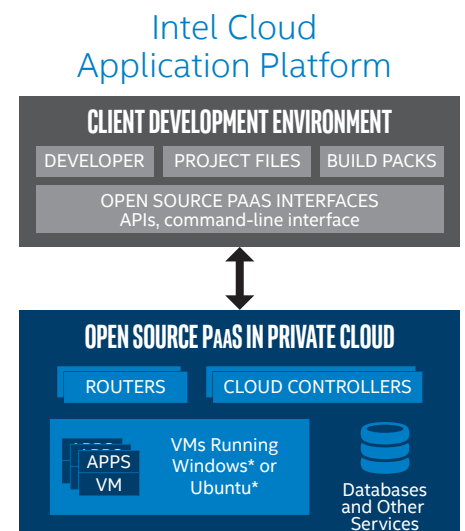 Intel Cloud
Application Platform
CLIENT DEVELOPMENT ENVIRONMENT
DEVELOPER
PROJECT FILES
BUILD PACKS
OPEN SOURCE PAAS INTERFACES
APIs, command-line interface
OPEN SOURCE PAAS IN PRIVATE CLOUD
ROUTERS
CLOUD CONTROLLERS
APPS
VM
VMs Running
Windows* or
Ubuntu*
Databases
and Other
Services